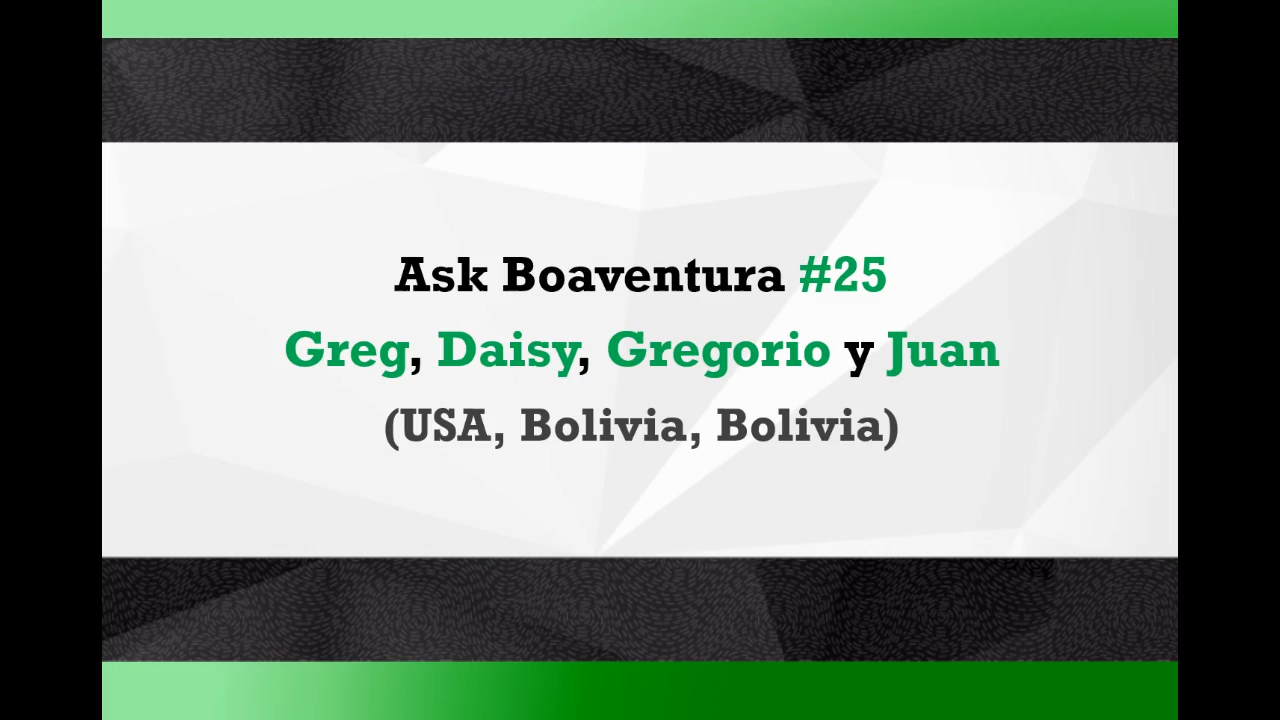 Ask Boaventura #25
Greg, Daisy, Gregorio y Juan
(USA, Bolivia, Bolivia)